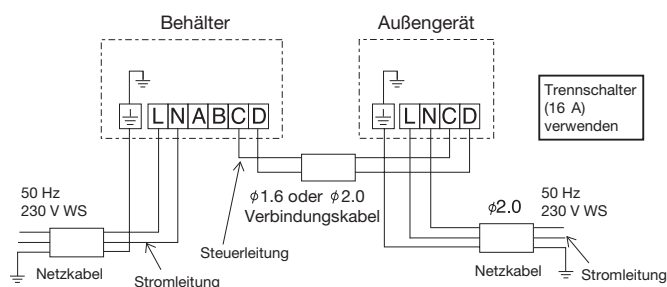 Behälter
Außengerät
L N A B C D
L N C D
Trennschalter
(16 A)
verwenden
50 Hz
230 V WS
ϕ1.6 oder ϕ2.0
Verbindungskabel
ϕ2.0
50 Hz
230 V WS
Steuerleitung
Netzkabel
Stromleitung
Netzkabel
Stromleitung